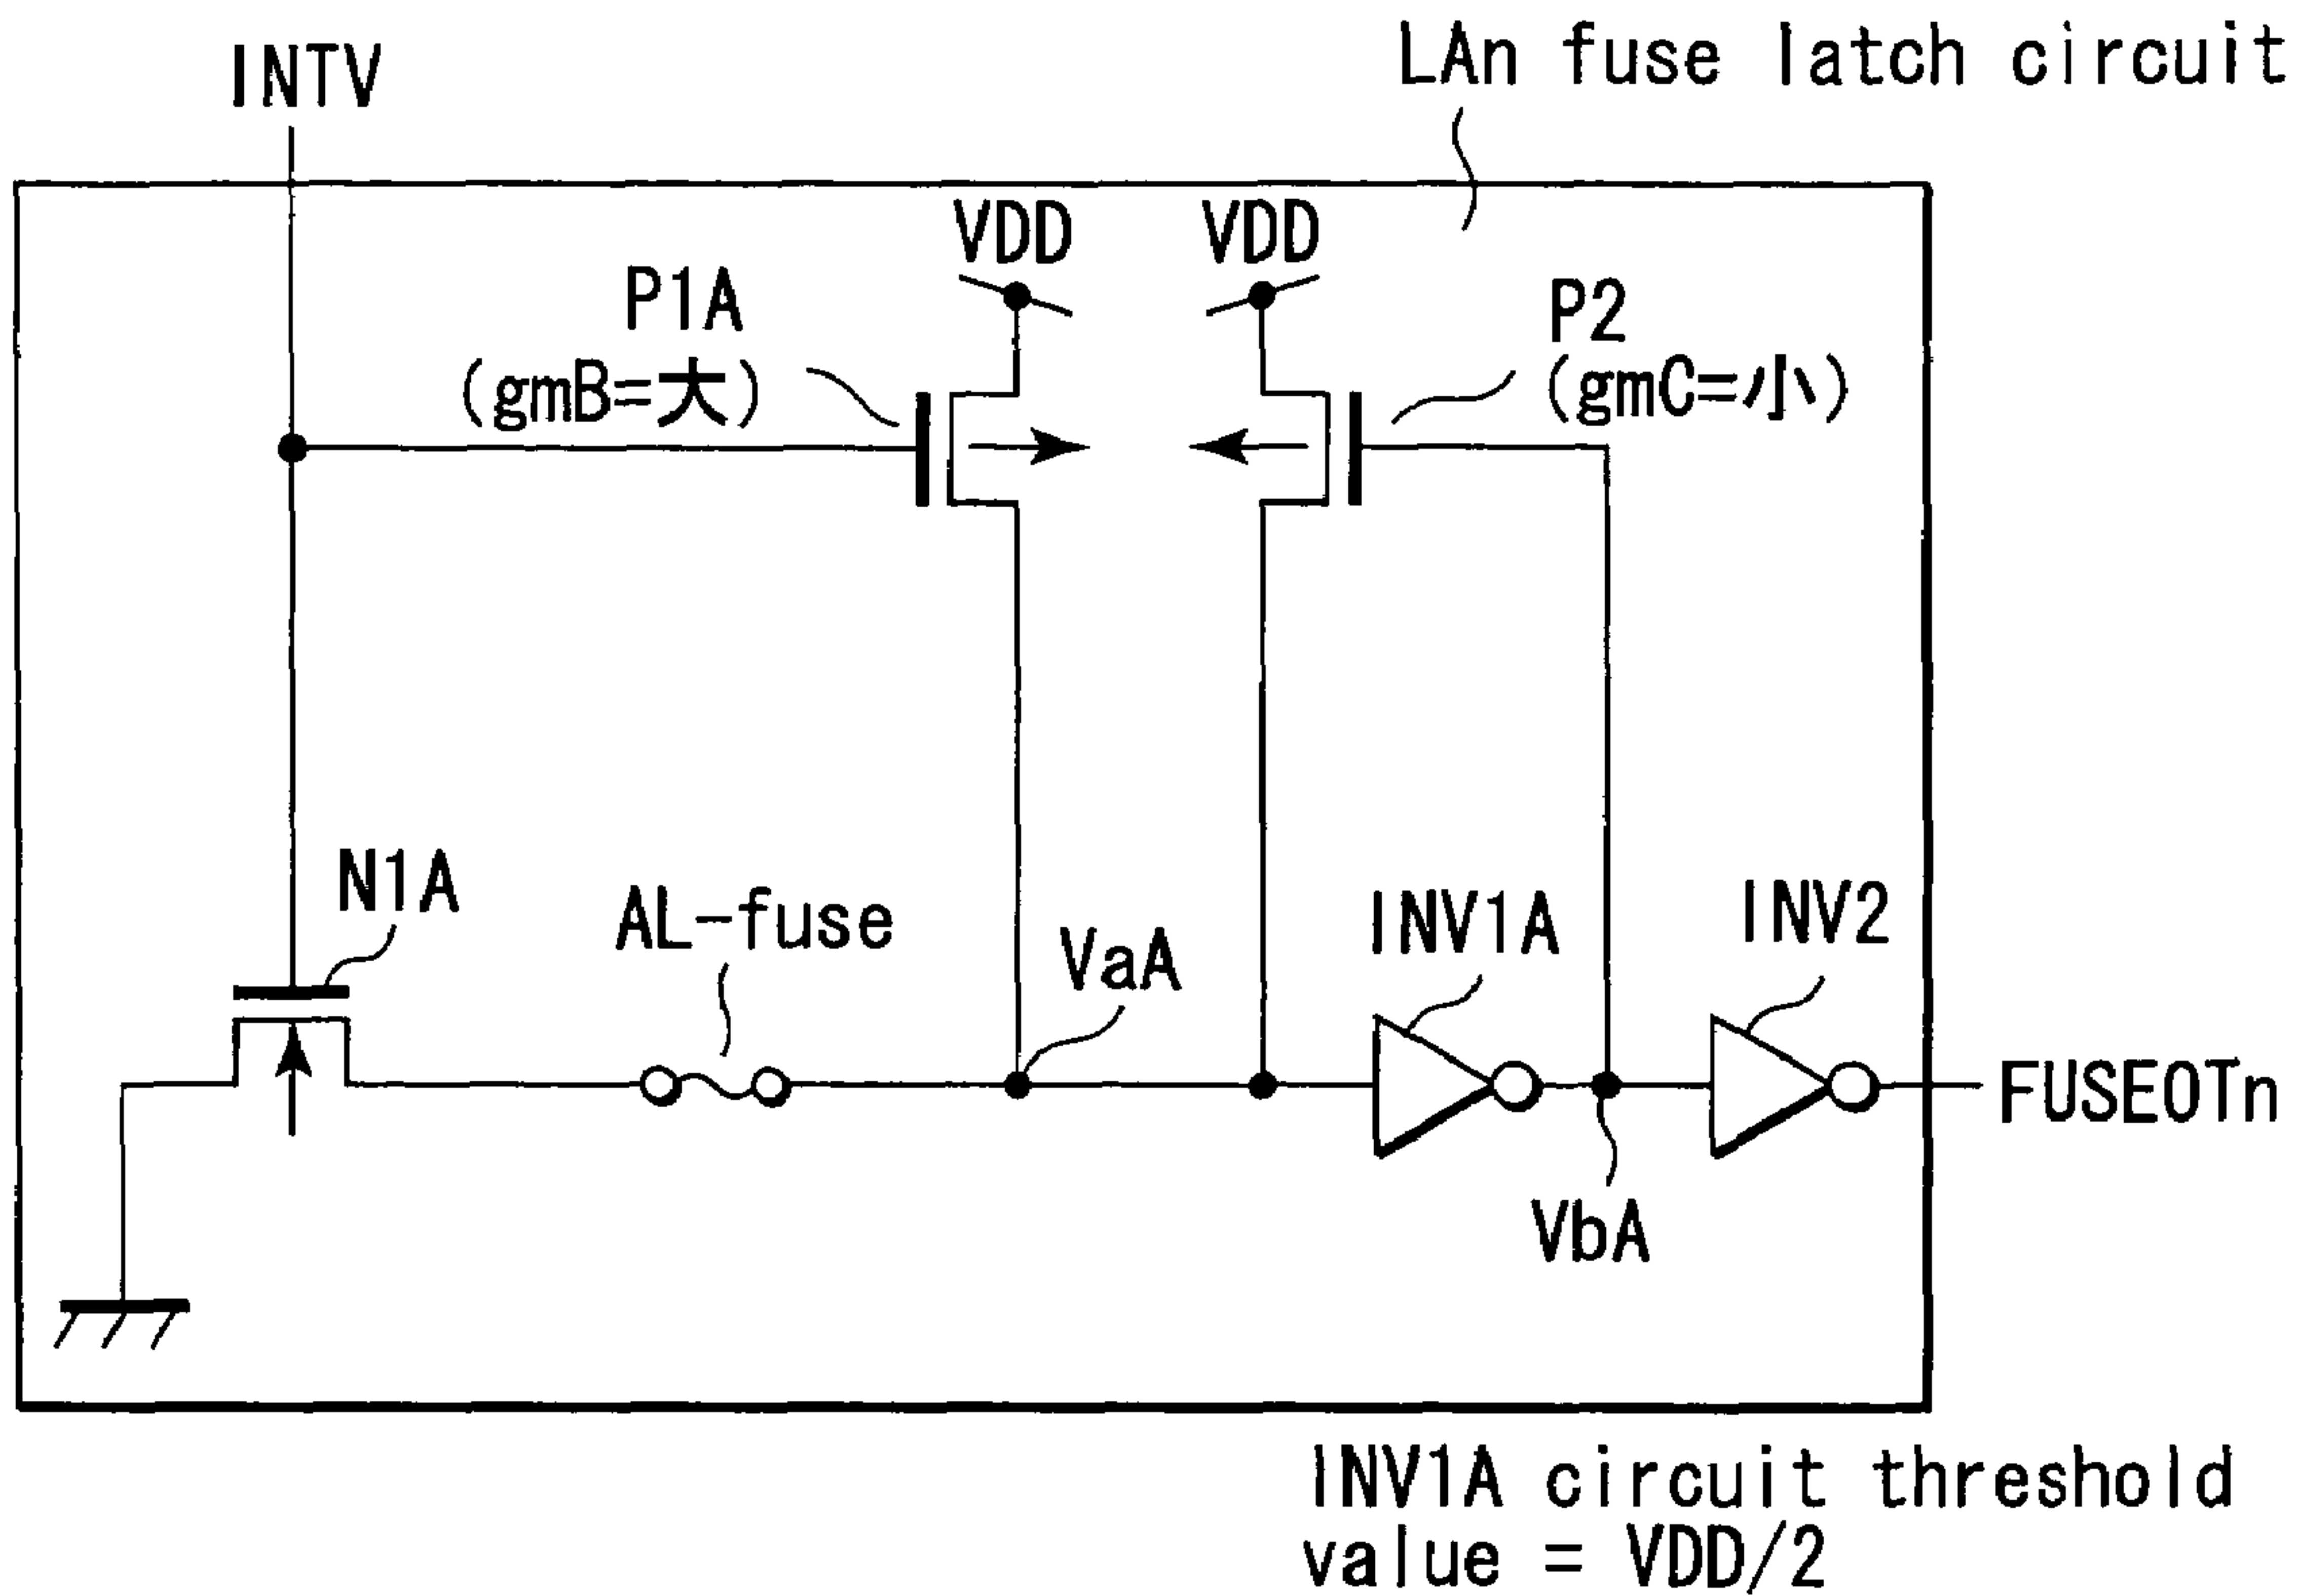 INTV
LAn fuse latch circuit
VDD
VDD
P1A
(gmB=大)
P2
(gmC=小)
N1A
AL-fuse
VaA
INV1A
INV2
FUSEOTn
VbA
INV1A circuit threshold
value = VDD/2